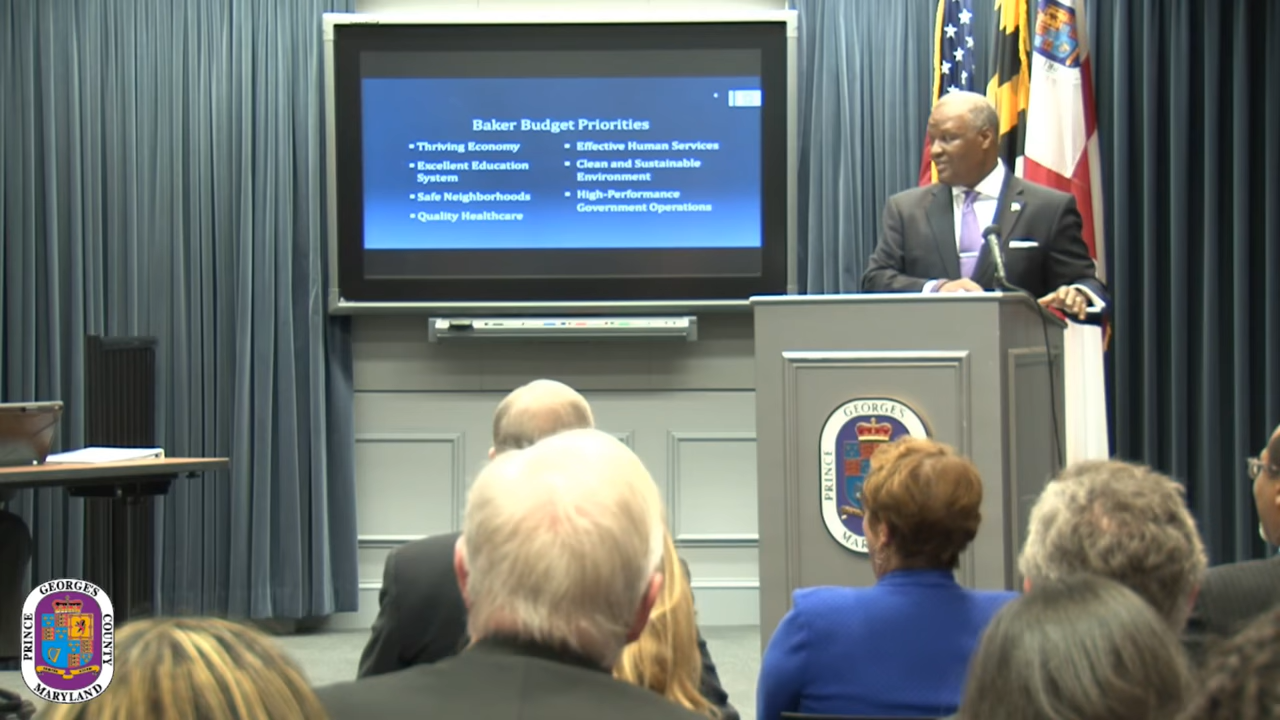 Baker Budget Priorities
▪ Thriving Economy
▪ Excellent Education
System
▪ Safe Neighborhoods
▪ Quality Healthcare
▪ Effective Human Services
▪ Clean and Sustainable
Environment
▪ High-Performance
Government Operations
PRINCE GEORGE'S
MAR
PRINCE GEORGE'S COUNTY
MARYLAND